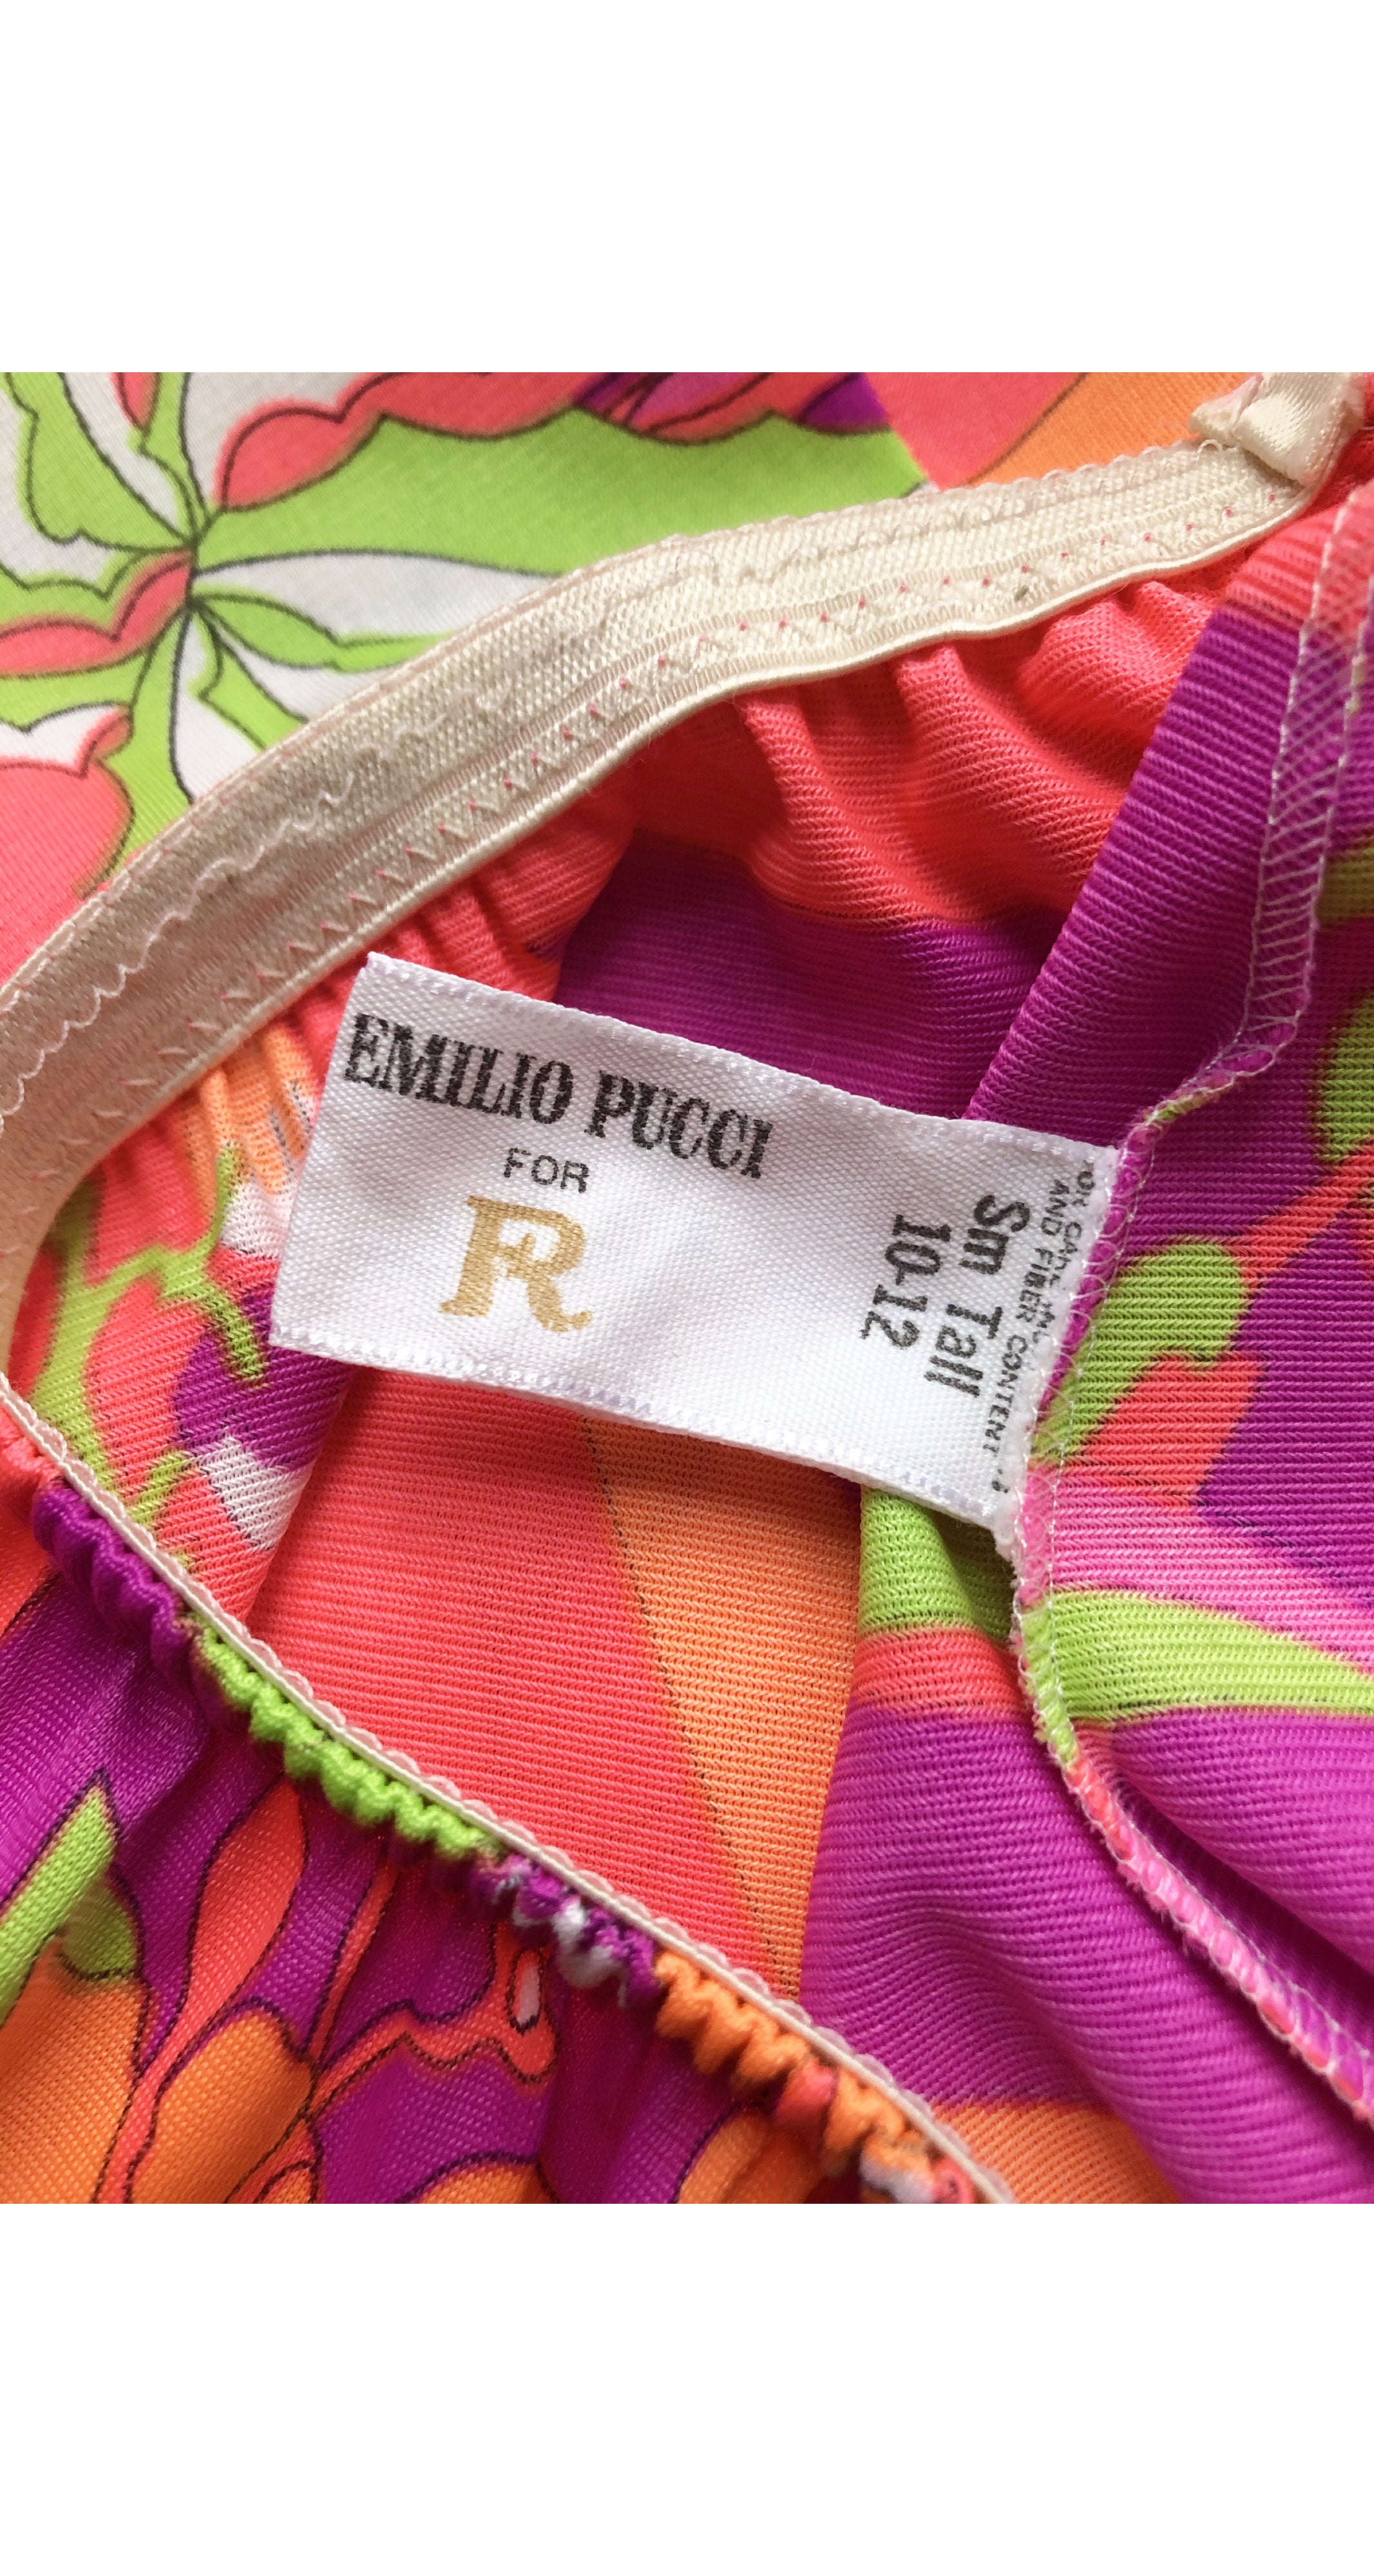 EMILIO PUCCI
FOR
R
Sm Tall
10-12
AND FIBER CONTENT